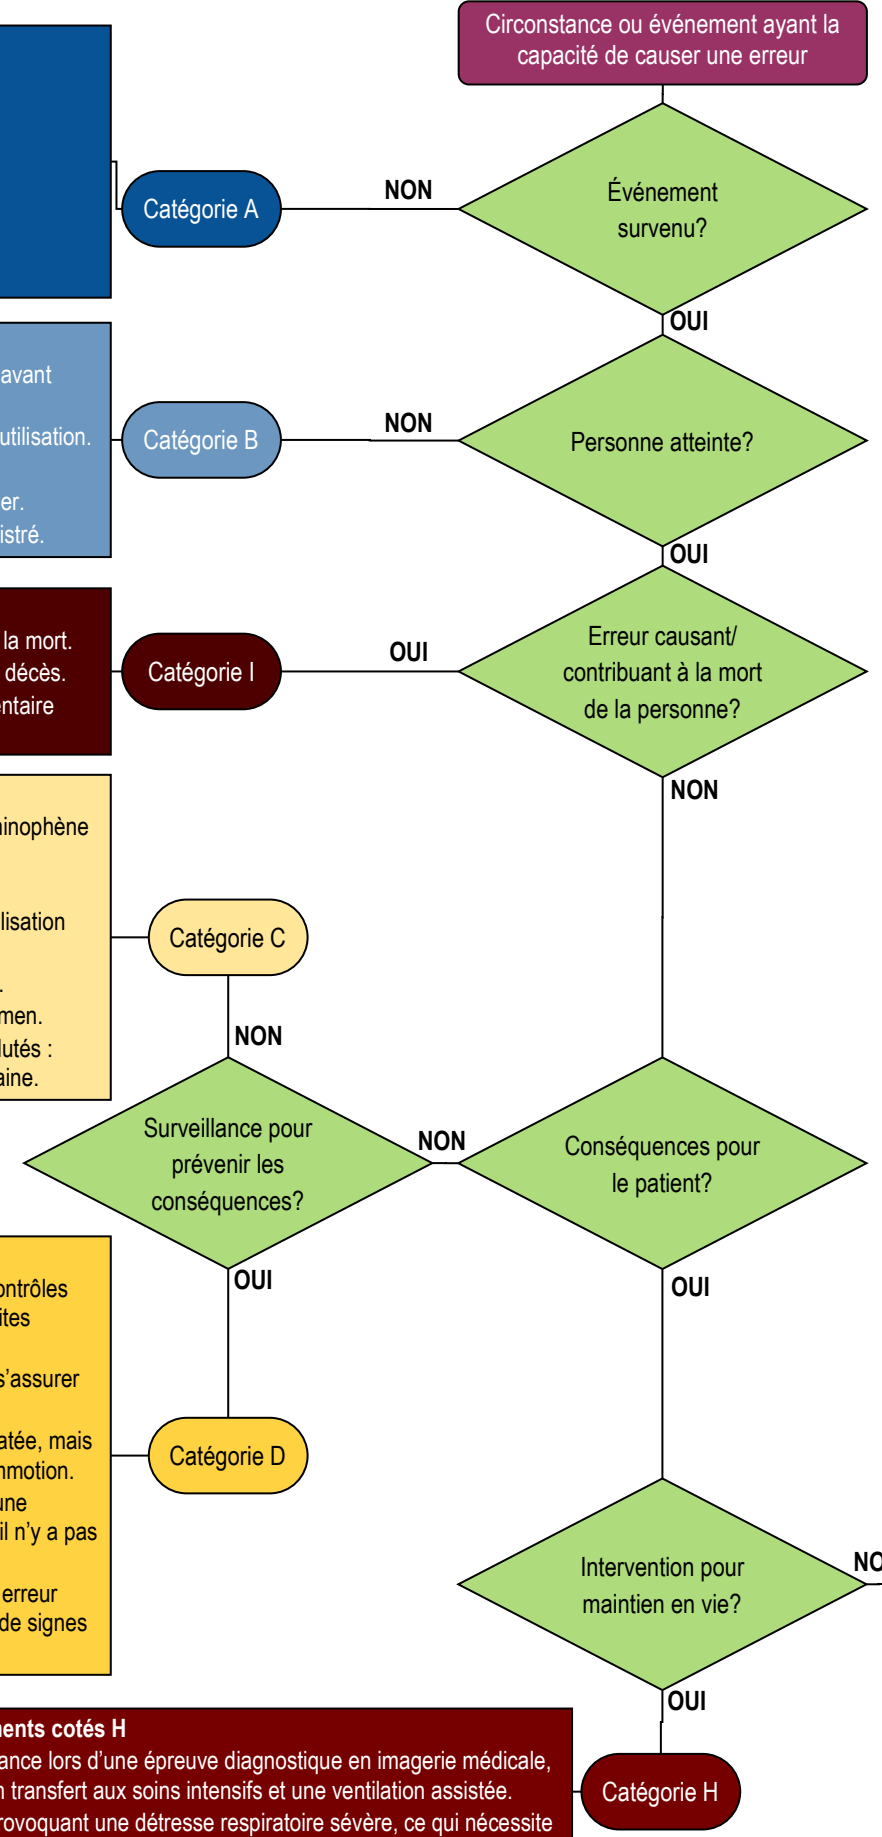 Circonstance ou événement ayant la
capacité de causer une erreur
Événement
survenu?
NON
Catégorie A
OUI
avant
utilisation.
er.
istré.
Catégorie B
NON
Personne atteinte?
OUI
la mort.
décès.
entaire
Catégorie I
OUI
Erreur causant/
contribuant à la mort
de la personne?
NON
ninophène
lisation
.
men.
lutés :
aine.
Catégorie C
NON
Surveillance pour
prévenir les
conséquences?
NON
Conséquences pour
le patient?
OUI
OUI
ontrôles
ites
s'assurer
atée, mais
nmotion.
une
il n'y a pas
erreur
de signes
Catégorie D
Intervention pour
maintien en vie?
NO
OUI
nents cotés H
ance lors d'une épreuve diagnostique en imagerie médicale,
n transfert aux soins intensifs et une ventilation assistée.
rovoquant une détresse respiratoire sévère, ce qui nécessite
Catégorie H